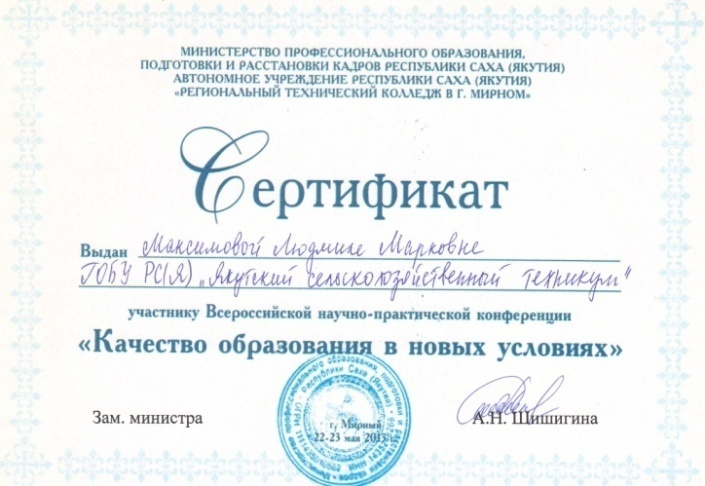 МИНИСТЕРСТВО ПРОФЕССИОНАЛЬНОГО ОБРАЗОВАНИЯ,
ПОДГОТОВКИ И РАССТАНОВКИ КАДРОВ РЕСПУБЛИКИ САХА (ЯКУТИЯ)
АВТОНОМНОЕ УЧРЕЖДЕНИЕ РЕСПУБЛИКИ САХА (ЯКУТИЯ)
«РЕГИОНАЛЬНЫЙ ТЕХНИЧЕСКИЙ КОЛЛЕДЖ В Г. МИРНОМ»
Сертификат
Выдан Максимовой Людмиле Марковне
ГОБУ РС(Я) „Якутский сельскохозяйственный техникум"
участнику Всероссийской научно-практической конференции
«Качество образования в новых условиях»
Зам. министра
г. Мирный
22-23 мая 2013
А.Н. Шишигина